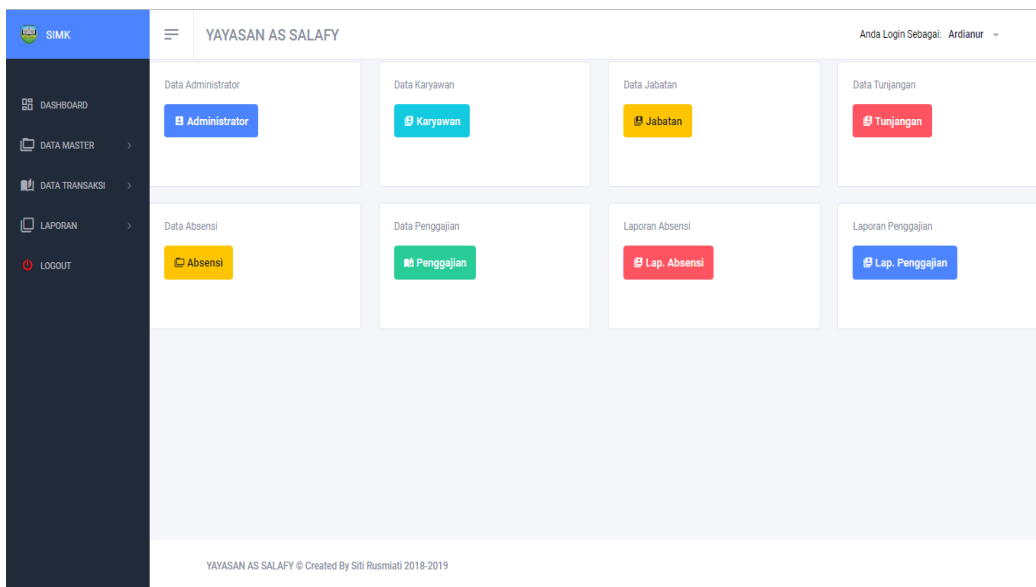 SIMK
YAYASAN AS SALAFY
Anda Login Sebagai: Ardianur
DASHBOARD
DATA MASTER
DATA TRANSAKSI
LAPORAN
LOGOUT
Data Administrator
Administrator
Data Karyawan
Karyawan
Data Jabatan
Jabatan
Data Tunjangan
Tunjangan
Data Absensi
Absensi
Data Penggajian
Penggajian
Laporan Absensi
Lap. Absensi
Laporan Penggajian
Lap. Penggajian
YAYASAN AS SALAFY © Created By Siti Rusmiati 2018-2019